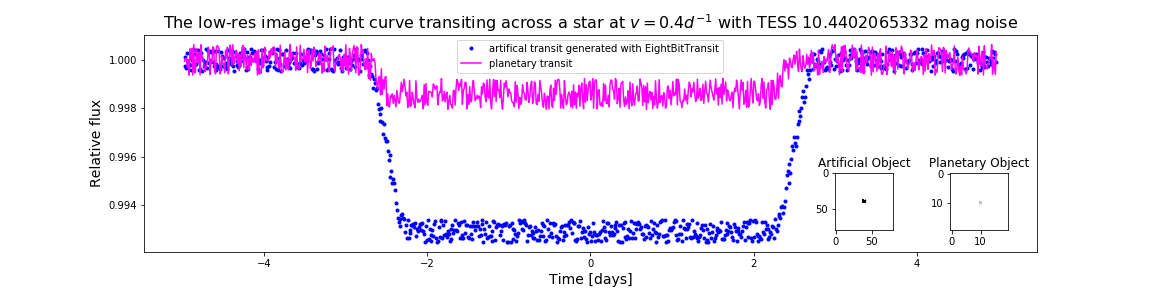 The low-res image's light curve transiting across a star at v = 0.4d⁻¹ with TESS 10.4402065332 mag noise
artifical transit generated with EightBitTransit
planetary transit
Relative flux
1.000
0.998
0.996
0.994
Artificial Object
0
50
0 50
Planetary Object
0
10
0 10
−4 −2 0 2 4
Time [days]